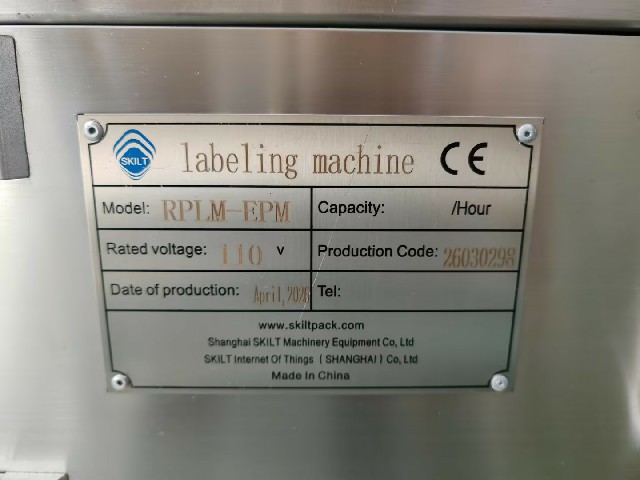 SKILT labeling machine CE
Model: RPLM-EPM Capacity: /Hour
Rated voltage: 110 v Production Code: 26030298
Date of production: April,2026 Tel:
www.skiltpack.com
Shanghai SKILT Machinery Equipment Co, Ltd
SKILT Internet Of Things ( SHANGHAI ) Co, Ltd
Made In China